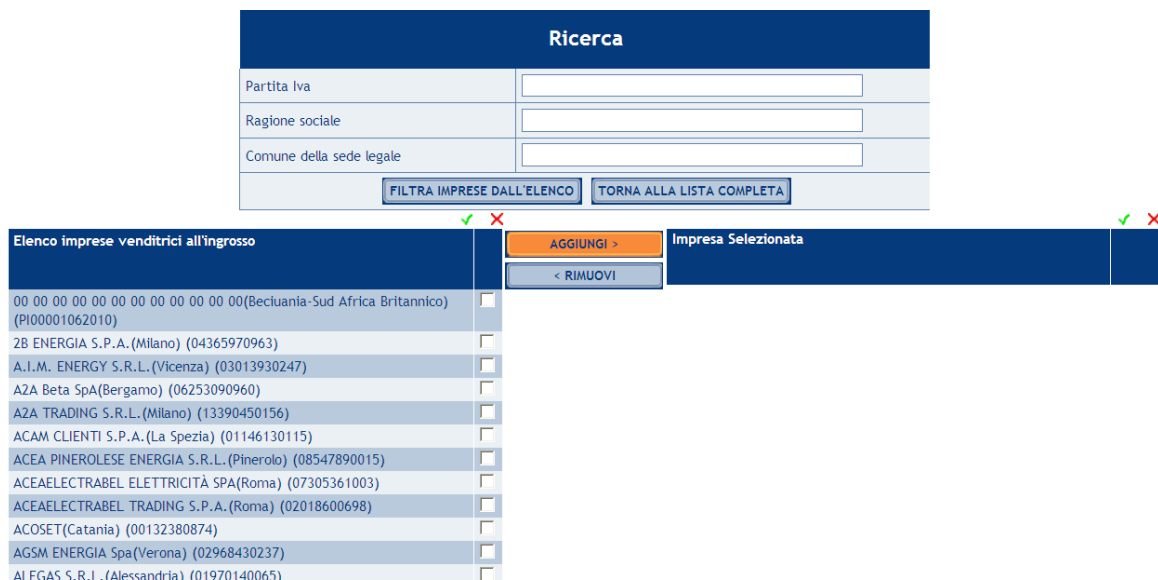 Ricerca
Partita Iva
Ragione sociale
Comune della sede legale
FILTRA IMPRESE DALL'ELENCO TORNA ALLA LISTA COMPLETA
Elenco imprese venditrici all'ingrosso
AGGIUNGI >
Impresa Selezionata
< RIMUOVI
00 00 00 00 00 00 00 00 00 00 00 00(Beciuania-Sud Africa Britannico)
(PI00001062010)
2B ENERGIA S.P.A.(Milano) (04365970963)
A.I.M. ENERGY S.R.L.(Vicenza) (03013930247)
A2A Beta SpA(Bergamo) (06253090960)
A2A TRADING S.R.L.(Milano) (13390450156)
ACAM CLIENTI S.P.A.(La Spezia) (01146130115)
ACEA PINEROLESE ENERGIA S.R.L.(Pinerolo) (08547890015)
ACEAELECTRABEL ELETTRICITÀ SPA(Roma) (07305361003)
ACEAELECTRABEL TRADING S.P.A.(Roma) (02018600698)
ACOSET(Catania) (00132380874)
AGSM ENERGIA Spa(Verona) (02968430237)
ALEGAS S.R.L.(Alessandria) (01970140065)